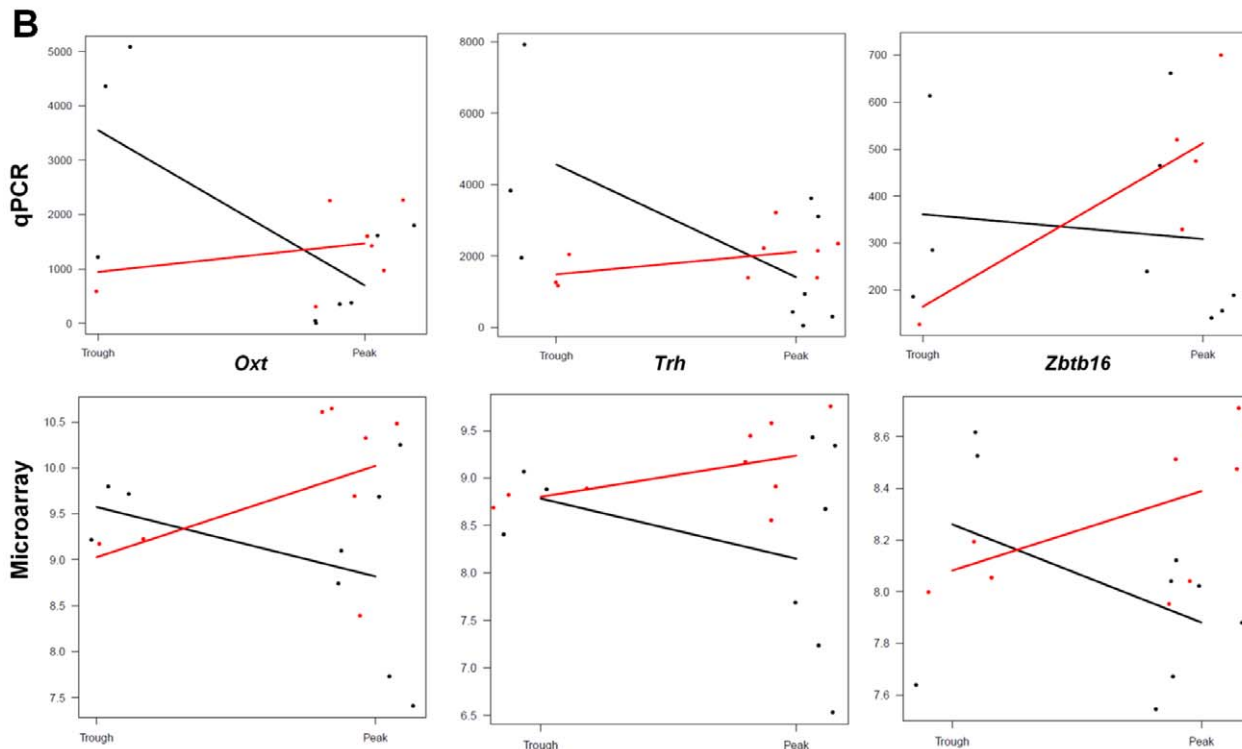 B
qPCR
5000
4000
3000
2000
1000
0
Trough
Peak
Oxt
8000
6000
4000
2000
0
Trough
Peak
Trh
700
600
500
400
300
200
Trough
Peak
Zbtb16
Microarray
10.5
10.0
9.5
9.0
8.5
8.0
7.5
Trough
Peak
9.5
9.0
8.5
8.0
7.5
7.0
6.5
Trough
Peak
8.6
8.4
8.2
8.0
7.8
7.6
Trough
Peak